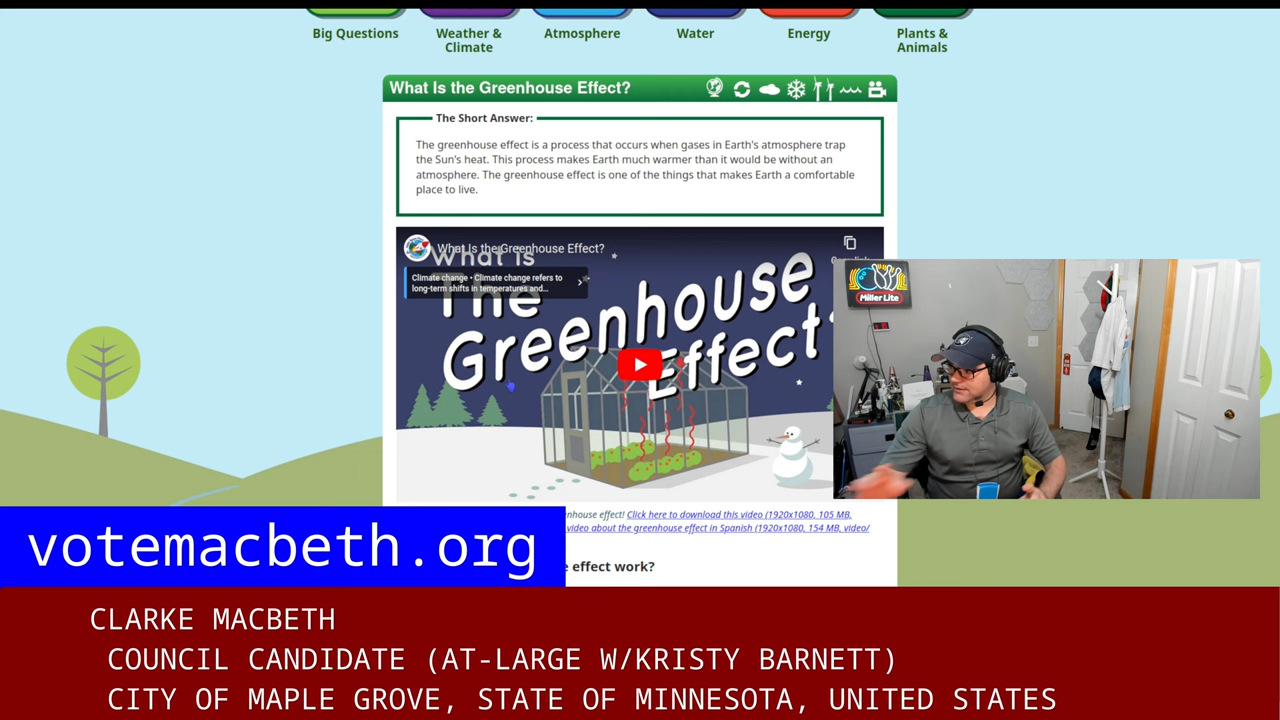 Big Questions
Weather &
Climate
Atmosphere
Water
Energy
Plants &
Animals
What Is the Greenhouse Effect?
The Short Answer:
The greenhouse effect is a process that occurs when gases in Earth's atmosphere trap
the Sun's heat. This process makes Earth much warmer than it would be without an
atmosphere. The greenhouse effect is one of the things that makes Earth a comfortable
place to live.
What Is the Greenhouse Effect?
Climate change • Climate change refers to
long-term shifts in temperatures and...
What is
The
Greenhouse
Effect?
Miller Lite
enhouse effect! Click here to download this video (1920x1080, 105 MB,
video about the greenhouse effect in Spanish (1920x1080, 154 MB, video/
e effect work?
votemacbeth.org
CLARKE MACBETH
COUNCIL CANDIDATE (AT-LARGE W/KRISTY BARNETT)
CITY OF MAPLE GROVE, STATE OF MINNESOTA, UNITED STATES